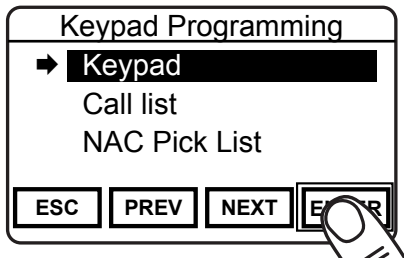 Keypad Programming
Keypad
Call list
NAC Pick List
ESC PREV NEXT